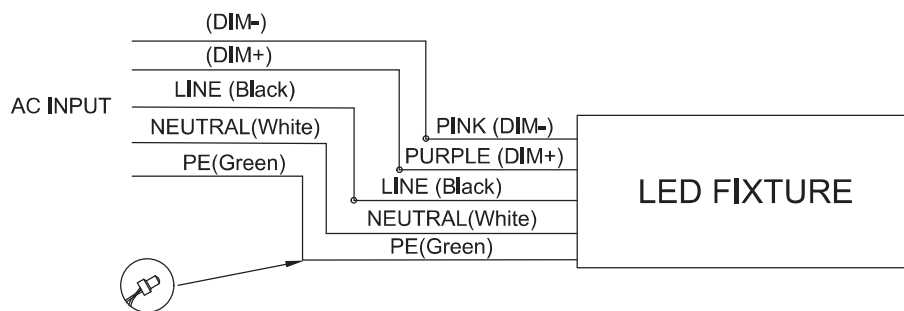 (DIM-)
(DIM+)
LINE (Black)
AC INPUT
NEUTRAL(White)
PE(Green)
PINK (DIM-)
PURPLE (DIM+)
LINE (Black)
NEUTRAL(White)
PE(Green)
LED FIXTURE